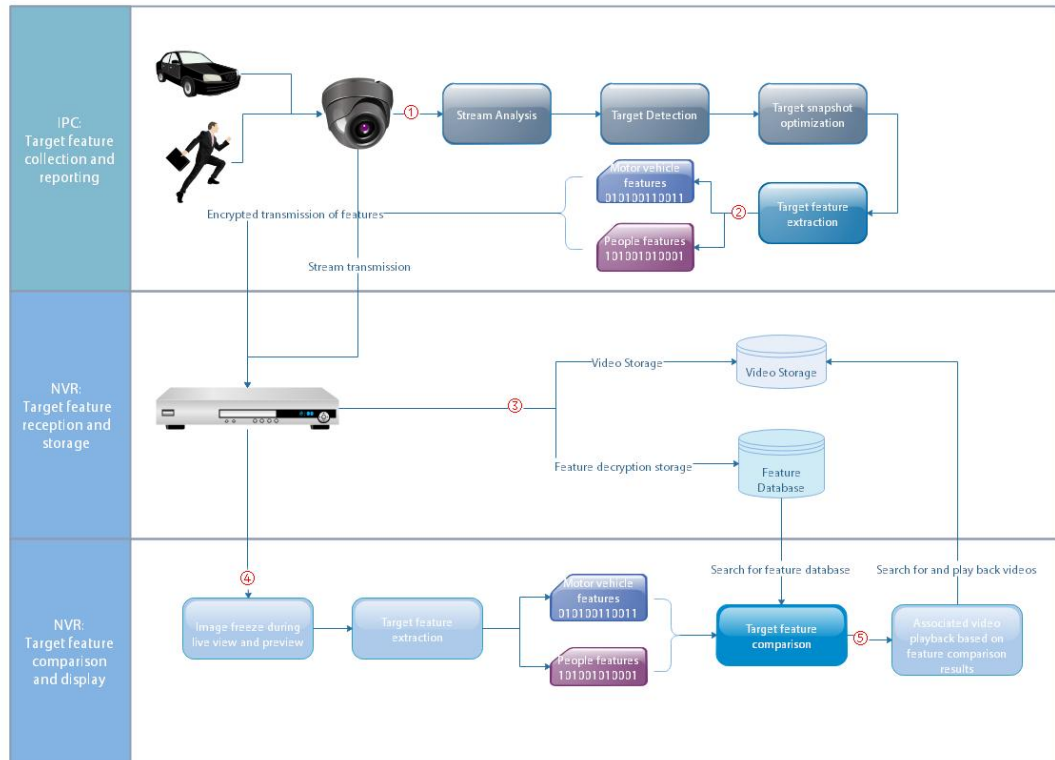 IPC:
Target feature
collection and
reporting
①
Stream Analysis
Target Detection
Target snapshot
optimization
Motor vehicle
features
010100110011
②
Target feature
extraction
People features
101001010001
Encrypted transmission of features
Stream transmission
NVR:
Target feature
reception and
storage
③
Video Storage
Video Storage
Feature decryption storage
Feature
Database
NVR:
Target feature
comparison
and display
④
Search for feature database
Search for and play back videos
Image freeze during
live view and preview
Target feature
extraction
Motor vehicle
features
010100110011
People features
101001010001
Target feature
comparison
⑤
Associated video
playback based on
feature comparison
results